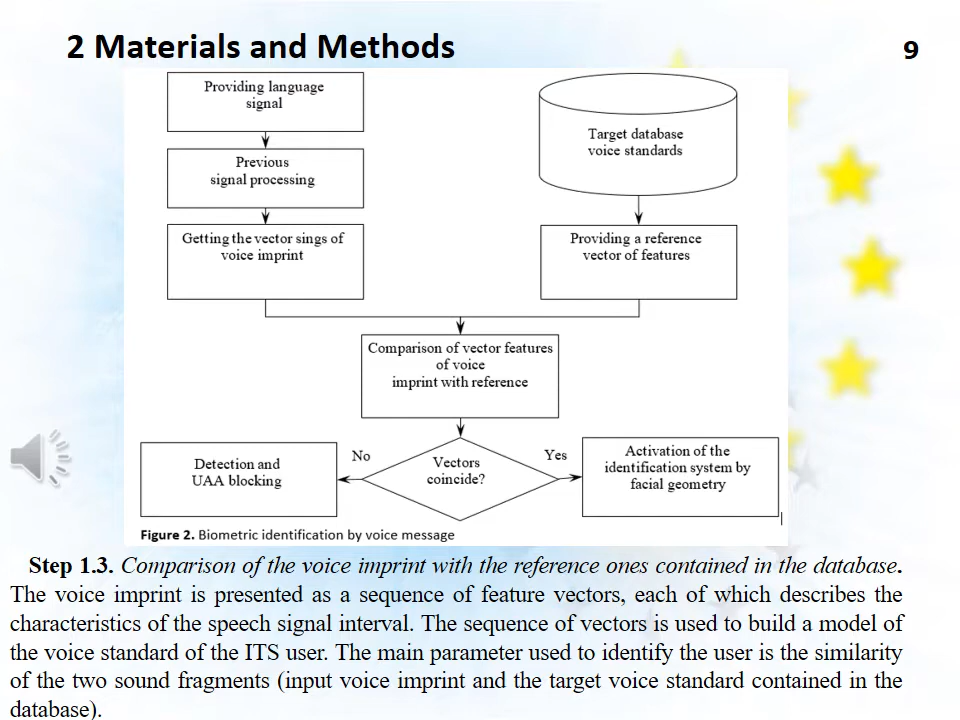 2 Materials and Methods
9
Providing language
signal
Previous
signal processing
Getting the vector sings of
voice imprint
Target database
voice standards
Providing a reference
vector of features
Comparison of vector features
of voice
imprint with reference
Vectors
coincide?
No
Yes
Detection and
UAA blocking
Activation of the
identification system by
facial geometry
Figure 2. Biometric identification by voice message
Step 1.3. Comparison of the voice imprint with the reference ones contained in the database.
The voice imprint is presented as a sequence of feature vectors, each of which describes the
characteristics of the speech signal interval. The sequence of vectors is used to build a model of
the voice standard of the ITS user. The main parameter used to identify the user is the similarity
of the two sound fragments (input voice imprint and the target voice standard contained in the
database).